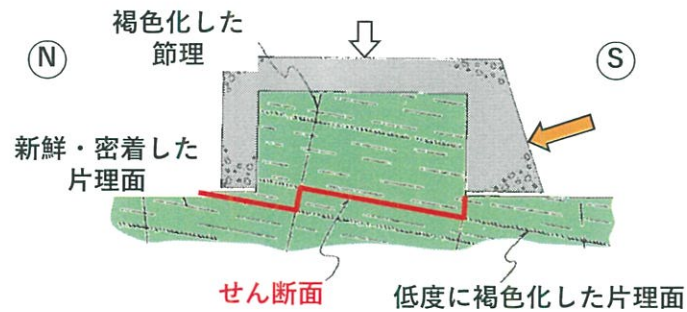 褐色化した
節理
N
S
新鮮・密着した
片理面
せん断面
低度に褐色化した片理面